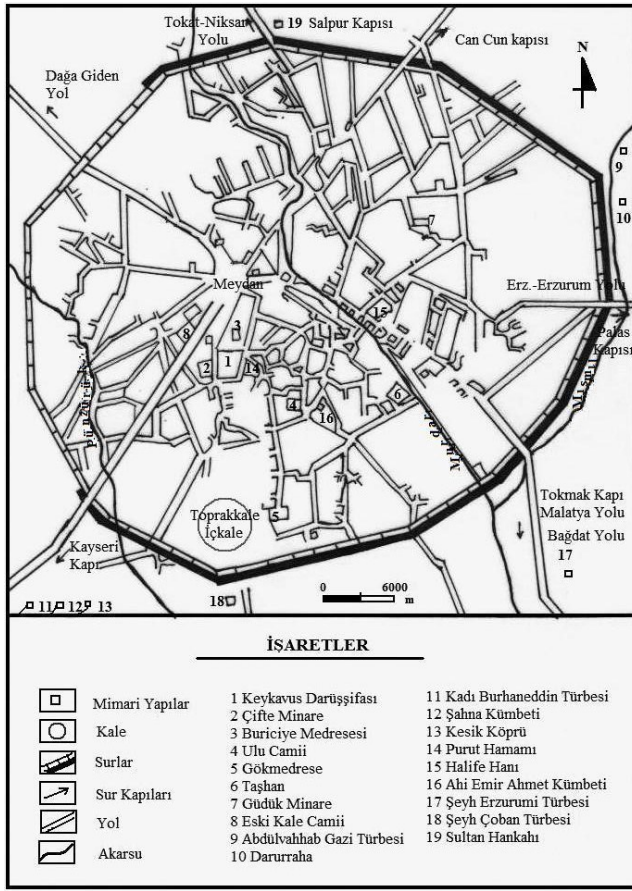 Tokat-Niksar
Yolu
19 Salpur Kapısı
Can Cun kapısı
N
Dağa Giden
Yol
9
10
7
Meydan
Erz.-Erzurum Yolu
15
Palas
Kapısı
8
3
2
1
14
4
16
6
Mısmıl
Murdar
Toprakkale
İçkale
5
Tokmak Kapı
Malatya Yolu
Bağdat Yolu
17
Kayseri
Kapı
0 6000
m
11 12 13
18
İŞARETLER
Mimari Yapılar
Kale
Surlar
Sur Kapıları
Yol
Akarsu
1 Keykavus Darüşşifası
2 Çifte Minare
3 Buriciye Medresesi
4 Ulu Camii
5 Gökmedrese
6 Taşhan
7 Güdük Minare
8 Eski Kale Camii
9 Abdülvahhab Gazi Türbesi
10 Darurraha
11 Kadı Burhaneddin Türbesi
12 Şahna Kümbeti
13 Kesik Köprü
14 Purut Hamamı
15 Halife Hanı
16 Ahi Emir Ahmet Kümbeti
17 Şeyh Erzurumi Türbesi
18 Şeyh Çoban Türbesi
19 Sultan Hankahı